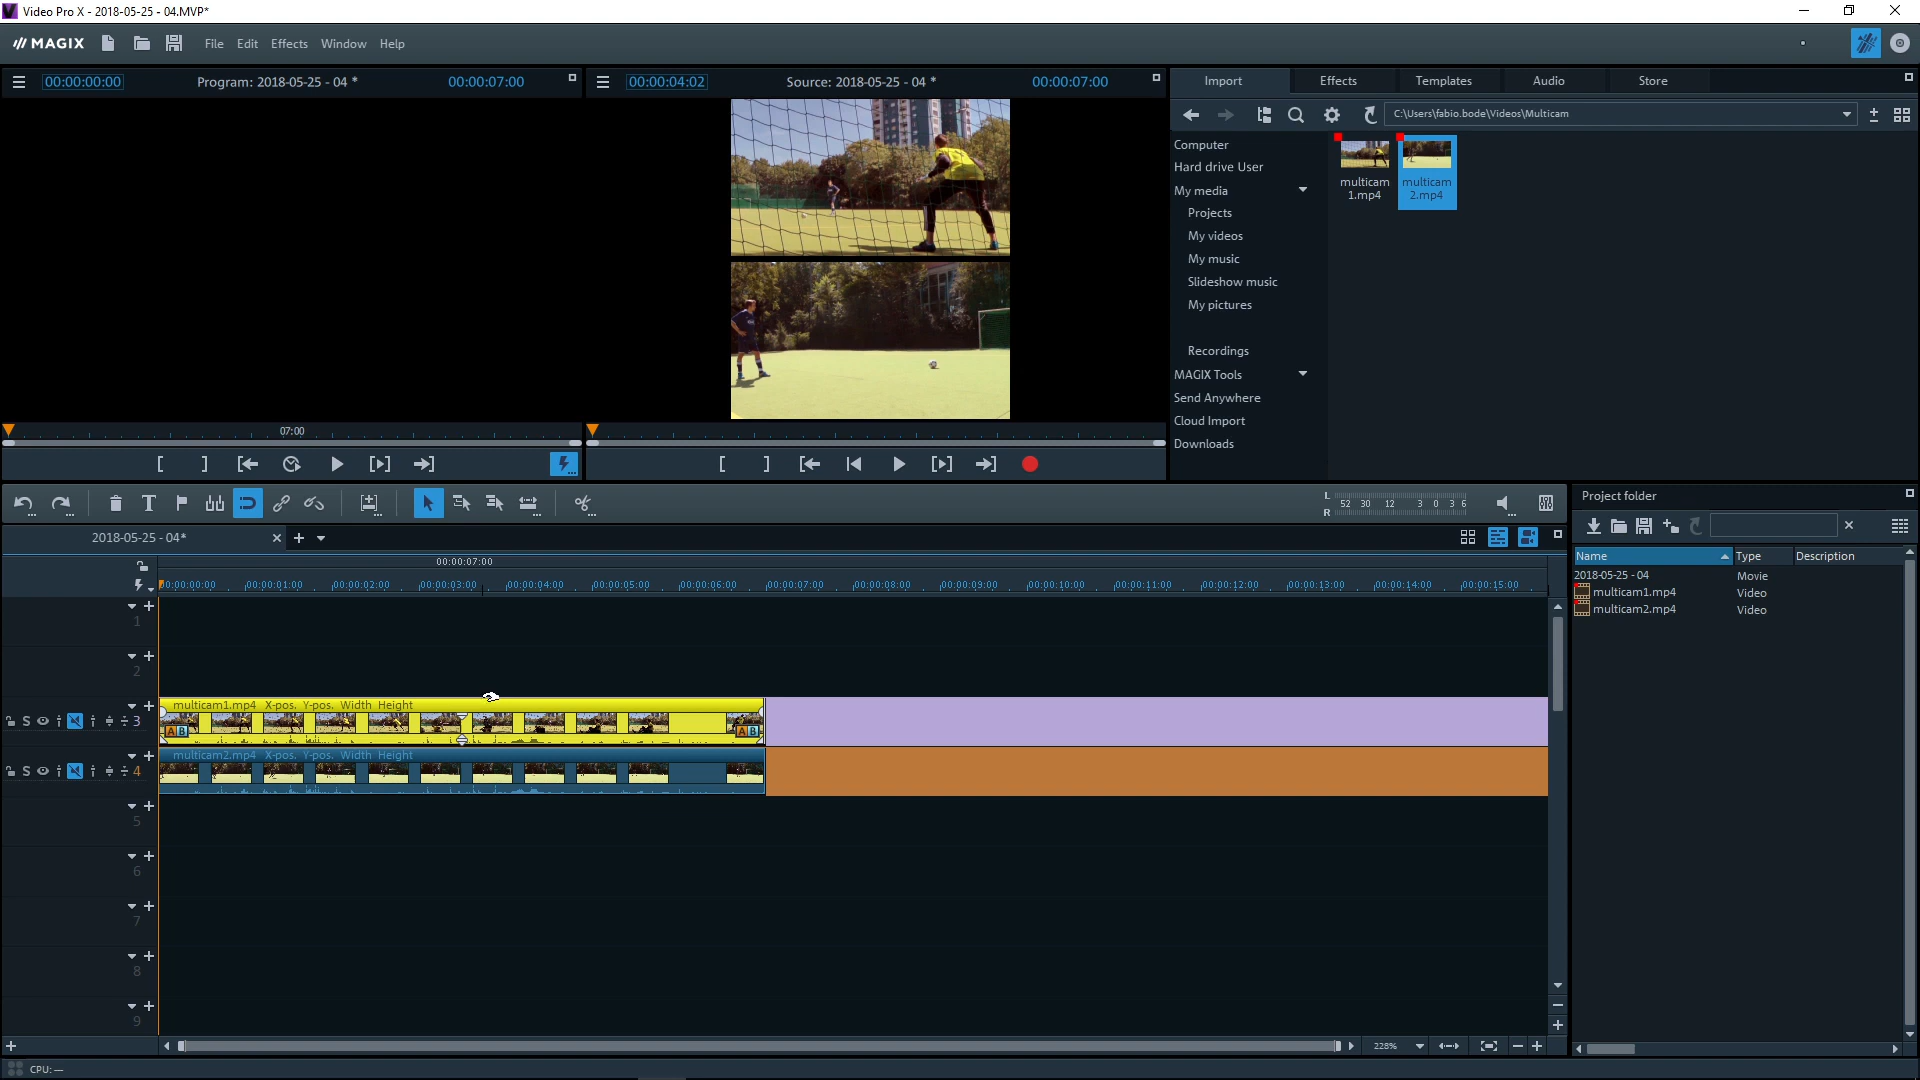 Video Pro X - 2018-05-25 - 04.MVP*
MAGIX File Edit Effects Window Help
00:00:00:00 Program: 2018-05-25 - 04 * 00:00:07:00
00:00:04:02 Source: 2018-05-25 - 04 * 00:00:07:00
Import Effects Templates Audio Store
C:\Users\fabio.bode\Videos\Multicam
Computer
Hard drive User
My media
Projects
My videos
My music
Slideshow music
My pictures
Recordings
MAGIX Tools
Send Anywhere
Cloud Import
Downloads
multicam
1.mp4
multicam
2.mp4
07:00
L
R
52 30 12 3 0 3 6
2018-05-25 - 04*
00:00:07:00
00:00:00:00 00:00:01:00 00:00:02:00 00:00:03:00 00:00:04:00 00:00:05:00 00:00:06:00 00:00:07:00 00:00:08:00 00:00:09:00 00:00:10:00 00:00:11:00 00:00:12:00 00:00:13:00 00:00:14:00 00:00:15:00
1
2
multicam1.mp4 X-pos. Y-pos. Width Height
S 3
A B A B
multicam2.mp4 X-pos. Y-pos. Width Height
S 4
5
6
7
8
9
228%
CPU: —
Project folder
Name Type Description
2018-05-25 - 04 Movie
multicam1.mp4 Video
multicam2.mp4 Video